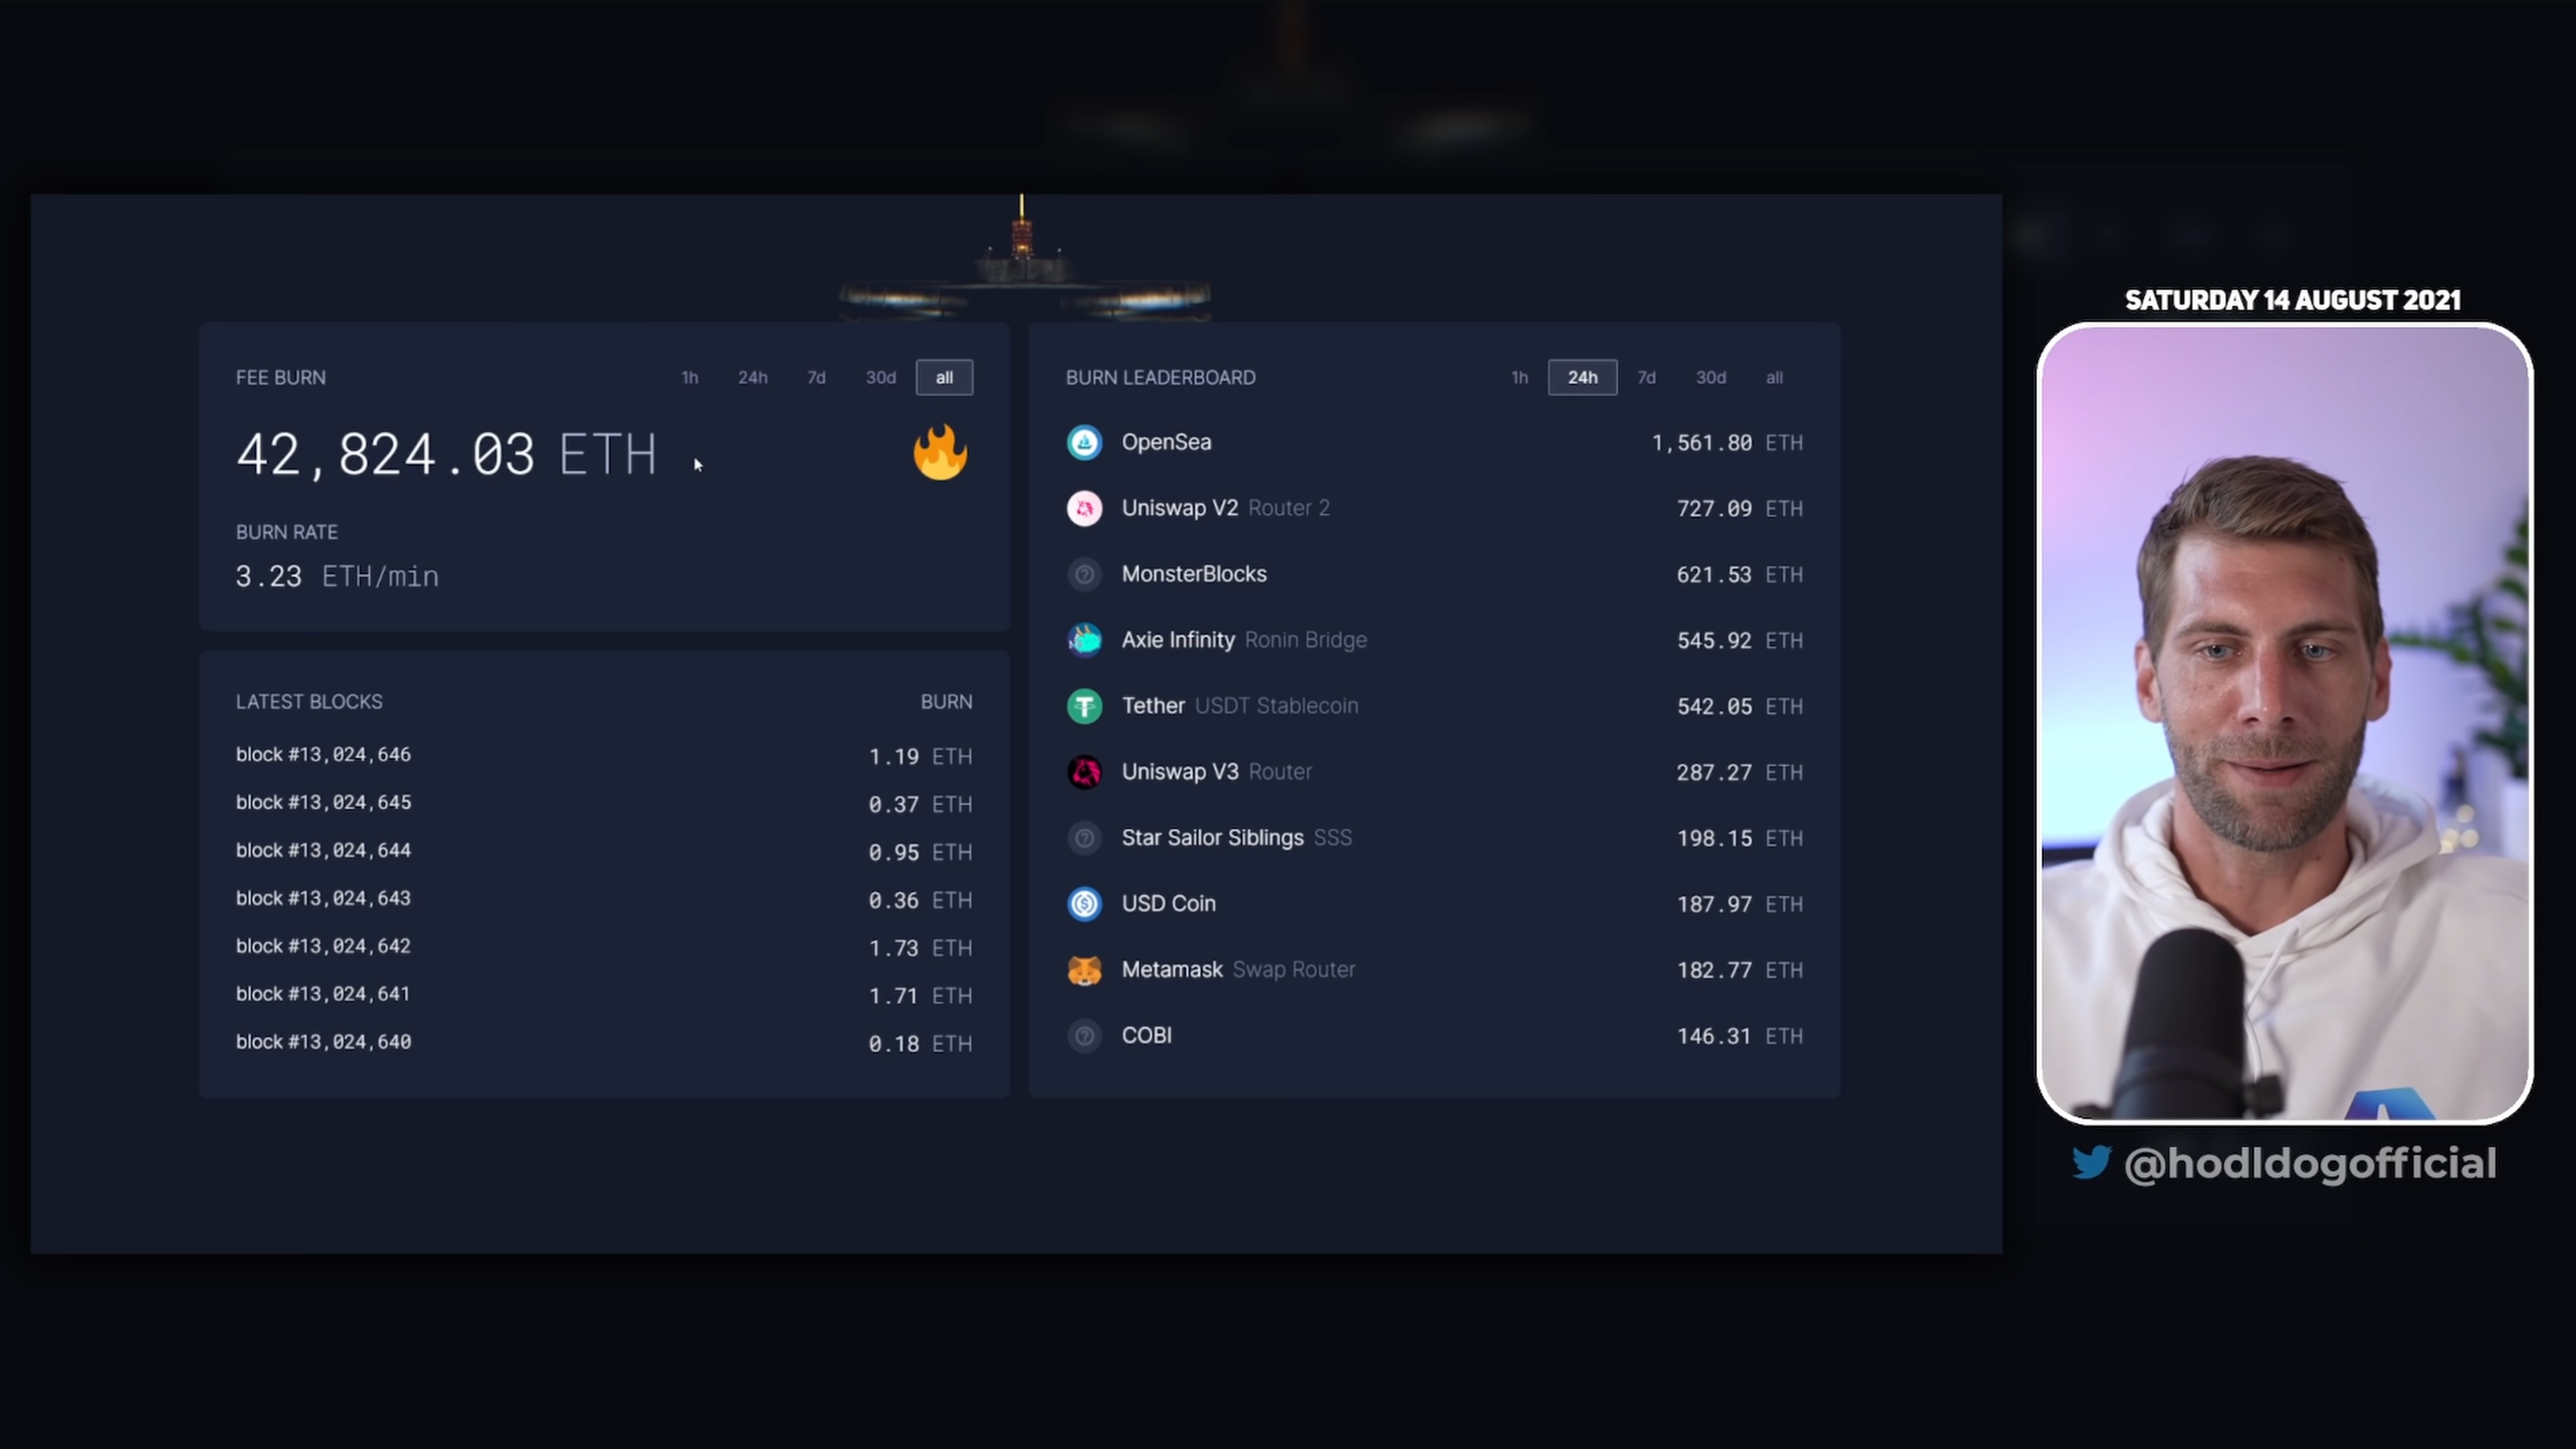 SATURDAY 14 AUGUST 2021
FEE BURN 1h 24h 7d 30d all
42,824.03 ETH
BURN RATE
3.23 ETH/min
LATEST BLOCKS BURN
block #13,024,646 1.19 ETH
block #13,024,645 0.37 ETH
block #13,024,644 0.95 ETH
block #13,024,643 0.36 ETH
block #13,024,642 1.73 ETH
block #13,024,641 1.71 ETH
block #13,024,640 0.18 ETH
BURN LEADERBOARD 1h 24h 7d 30d all
OpenSea 1,561.80 ETH
Uniswap V2 Router 2 727.09 ETH
MonsterBlocks 621.53 ETH
Axie Infinity Ronin Bridge 545.92 ETH
Tether USDT Stablecoin 542.05 ETH
Uniswap V3 Router 287.27 ETH
Star Sailor Siblings SSS 198.15 ETH
USD Coin 187.97 ETH
Metamask Swap Router 182.77 ETH
COBI 146.31 ETH
@hodldogofficial